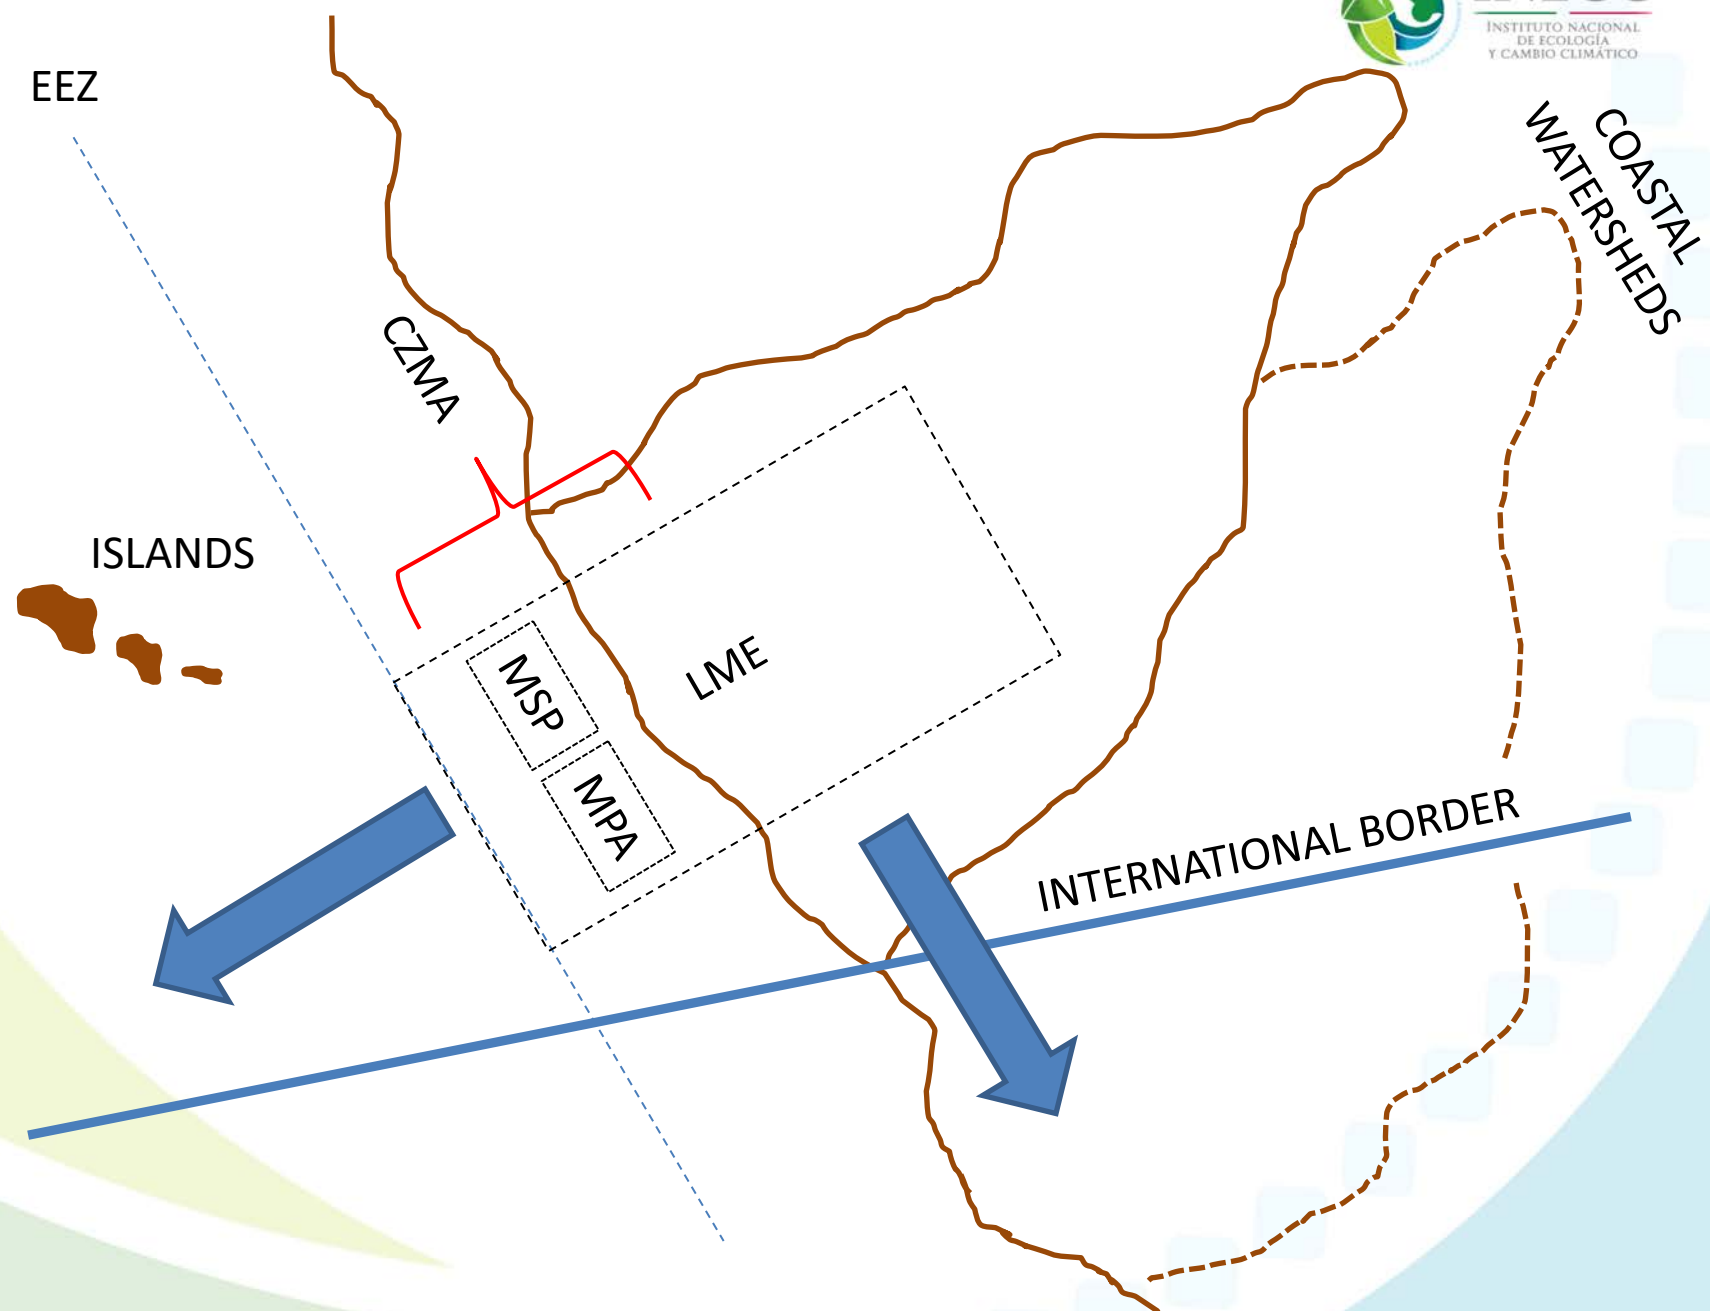 INSTITUTO NACIONAL
DE ECOLOGÍA
Y CAMBIO CLIMÁTICO
EEZ
COASTAL
WATERSHEDS
CZMA
ISLANDS
LME
MSP
MPA
INTERNATIONAL BORDER